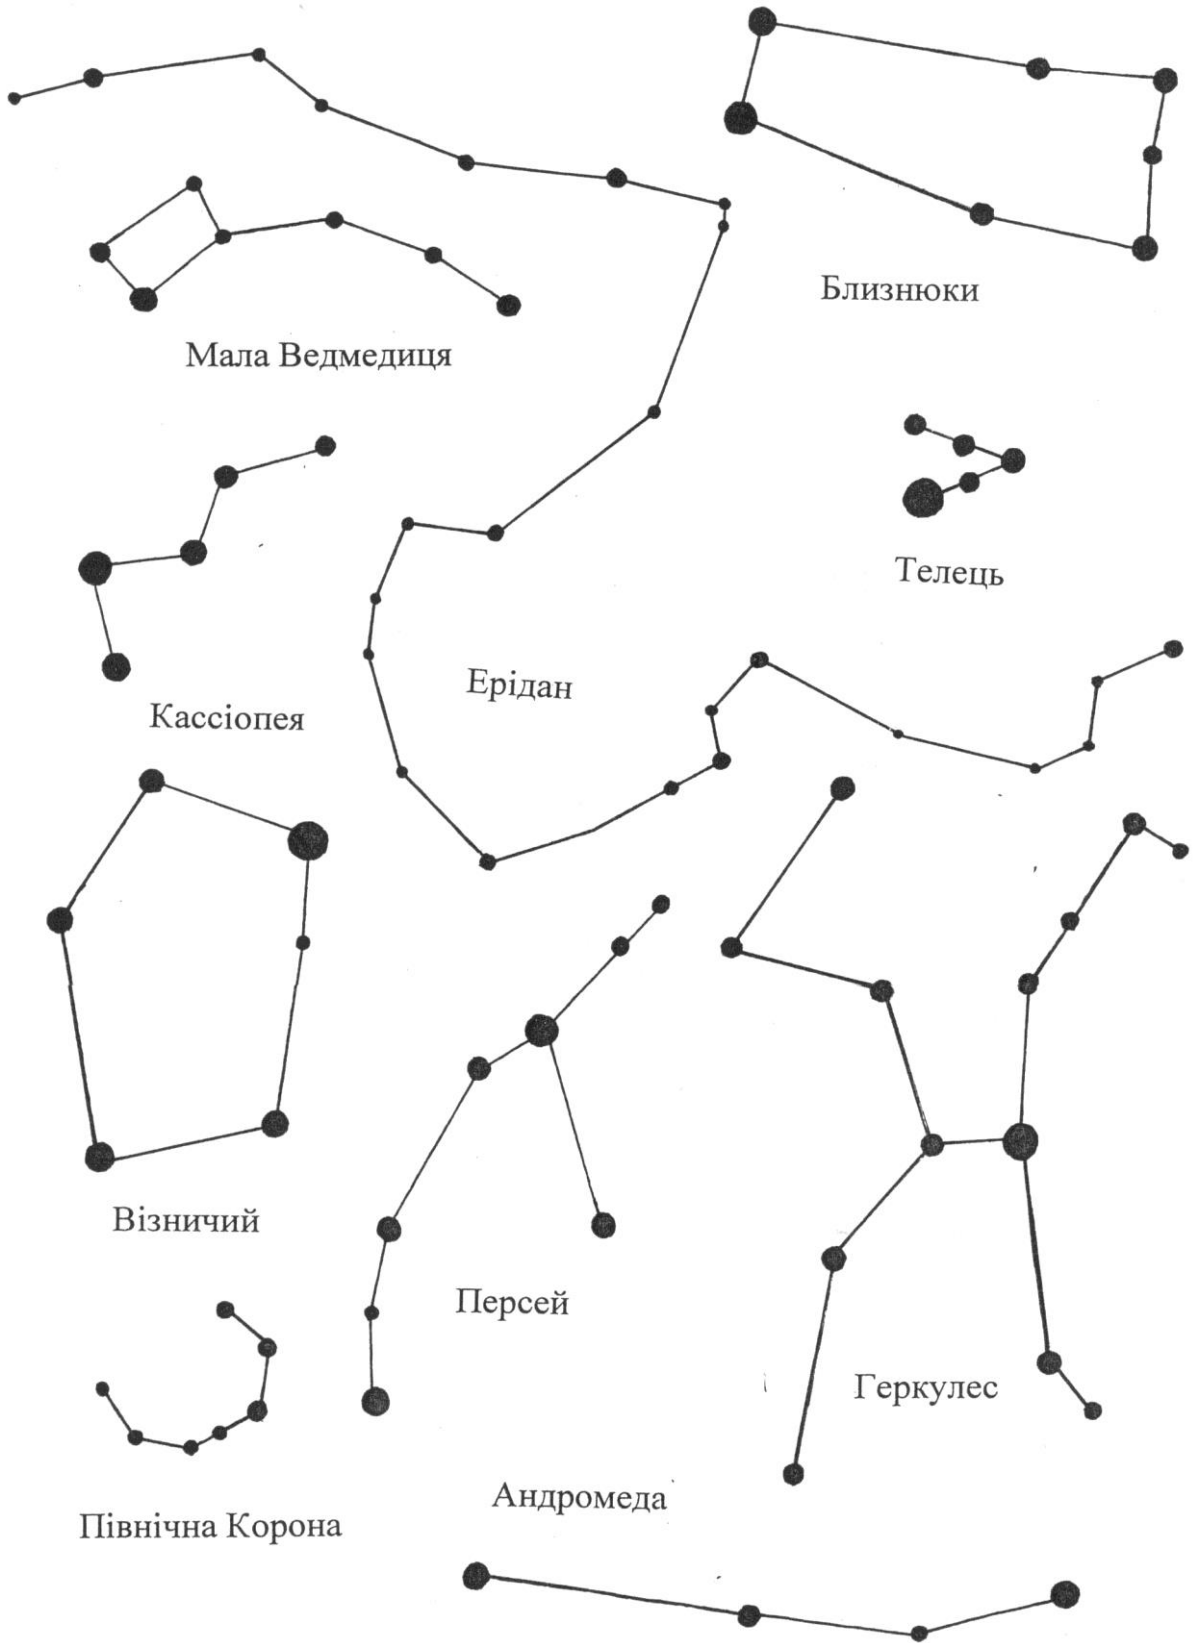 Близнюки
Мала Ведмедиця
Телець
Ерідан
Кассіопея
Візничий
Персей
Геркулес
Андромеда
Північна Корона